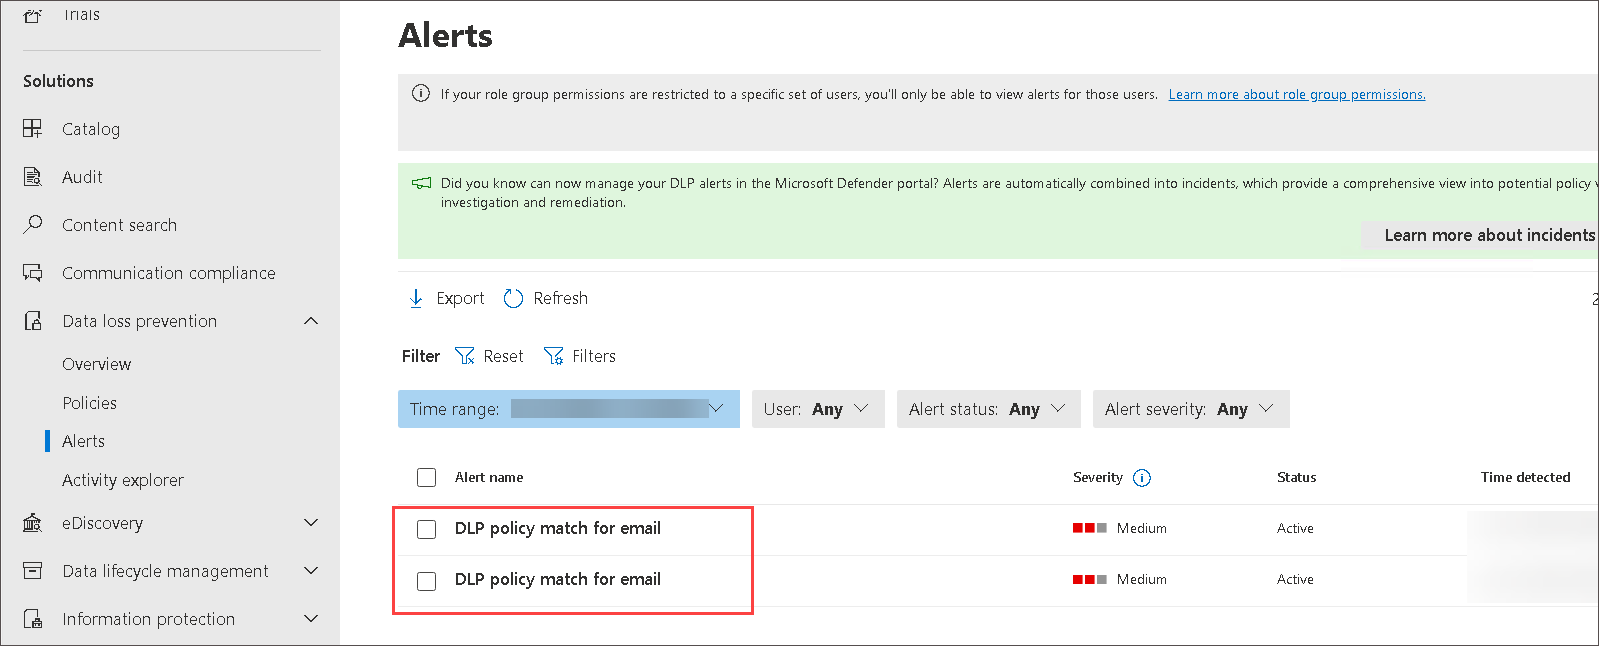 Trials
Solutions
Catalog
Audit
Content search
Communication compliance
Data loss prevention
Overview
Policies
Alerts
Activity explorer
eDiscovery
Data lifecycle management
Information protection
Alerts
If your role group permissions are restricted to a specific set of users, you'll only be able to view alerts for those users. Learn more about role group permissions.
Did you know can now manage your DLP alerts in the Microsoft Defender portal? Alerts are automatically combined into incidents, which provide a comprehensive view into potential policy
investigation and remediation.
Learn more about incidents
Export Refresh
Filter Reset Filters
Time range: User: Any Alert status: Any Alert severity: Any
Alert name Severity Status Time detected
DLP policy match for email Medium Active
DLP policy match for email Medium Active